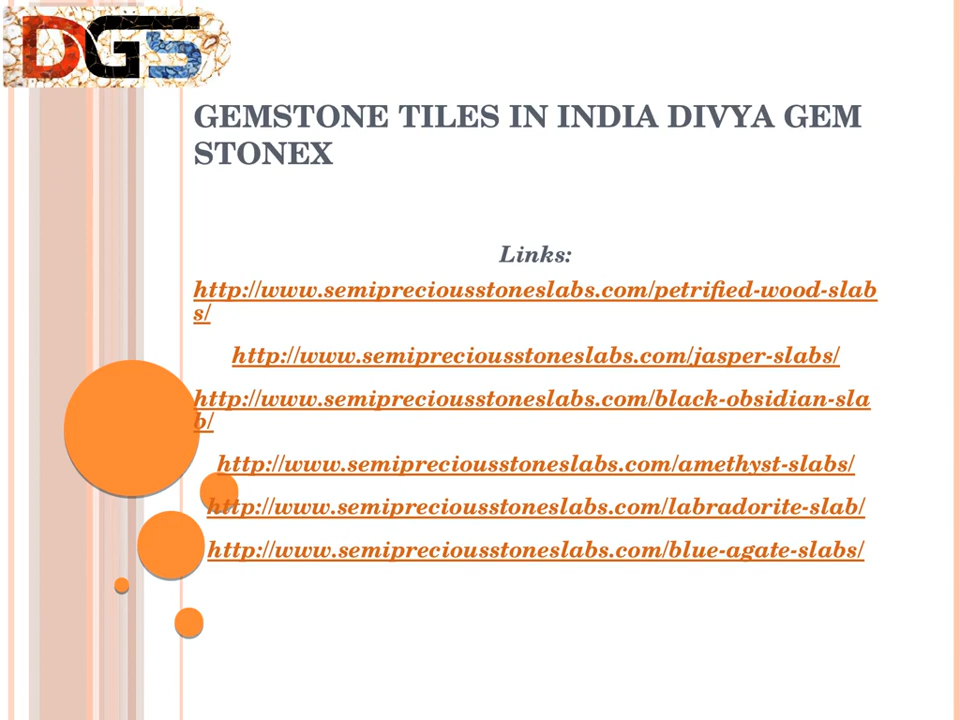 DGS
GEMSTONE TILES IN INDIA DIVYA GEM
STONEX
Links:
http://www.semipreciousstoneslabs.com/petrified-wood-slab
s/
http://www.semipreciousstoneslabs.com/jasper-slabs/
http://www.semipreciousstoneslabs.com/black-obsidian-sla
b/
http://www.semipreciousstoneslabs.com/amethyst-slabs/
http://www.semipreciousstoneslabs.com/labradorite-slab/
http://www.semipreciousstoneslabs.com/blue-agate-slabs/